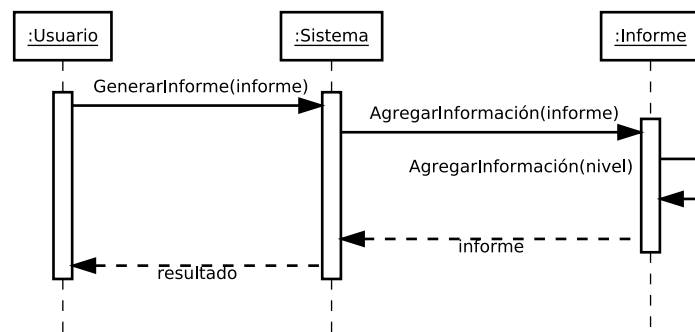 :Usuario
:Sistema
:Informe
GenerarInforme(informe)
AgregarInformación(informe)
AgregarInformación(nivel)
informe
resultado